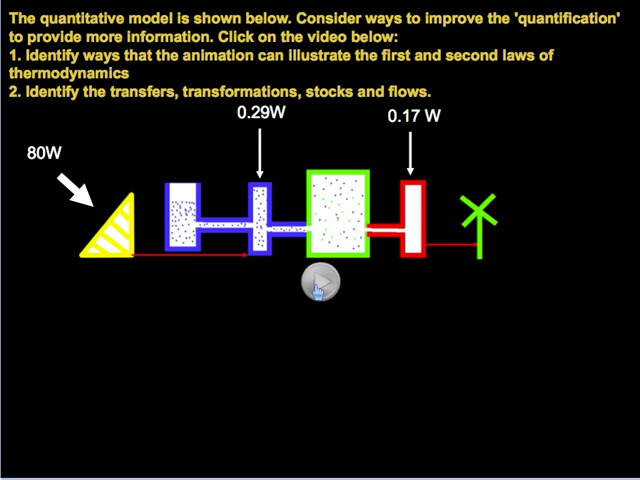 The quantitative model is shown below. Consider ways to improve the 'quantification'
to provide more information. Click on the video below:
1. Identify ways that the animation can illustrate the first and second laws of
thermodynamics
2. Identify the transfers, transformations, stocks and flows.
0.29W
0.17 W
80W